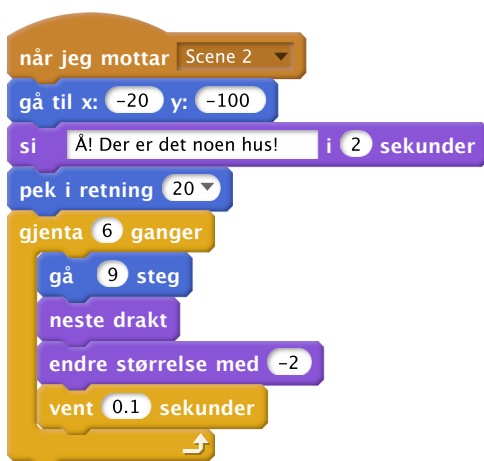 når jeg mottar Scene 2
gå til x: -20 y: -100
si Å! Der er det noen hus! i 2 sekunder
pek i retning 20
gjenta 6 ganger
gå 9 steg
neste drakt
endre størrelse med -2
vent 0.1 sekunder